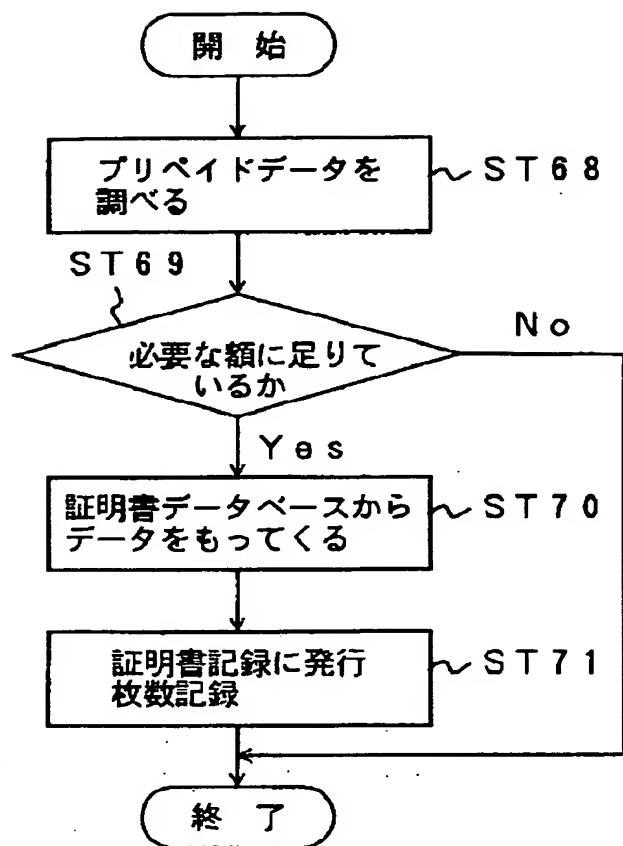 開 始
プリペイドデータを
調べる
ST68
ST69
必要な額に足りて
いるか
No
Yes
証明書データベースから
データをもってくる
ST70
証明書記録に発行
枚数記録
ST71
終 了